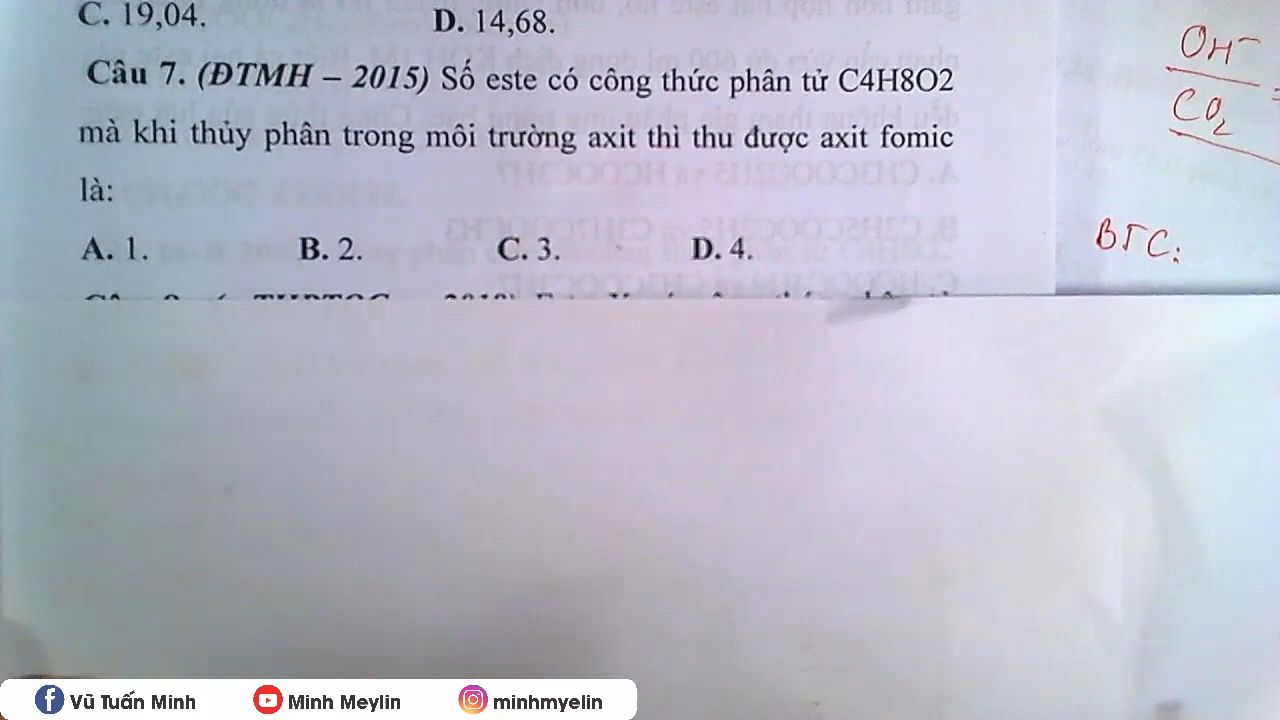 C. 19,04. D. 14,68.
Câu 7. (ĐTMH – 2015) Số este có công thức phân tử C4H8O2
mà khi thủy phân trong môi trường axit thì thu được axit fomic
là:
A. 1. B. 2. C. 3. D. 4.
OH⁻
CO₂
BTC:
Vũ Tuấn Minh Minh Meylin minhmyelin